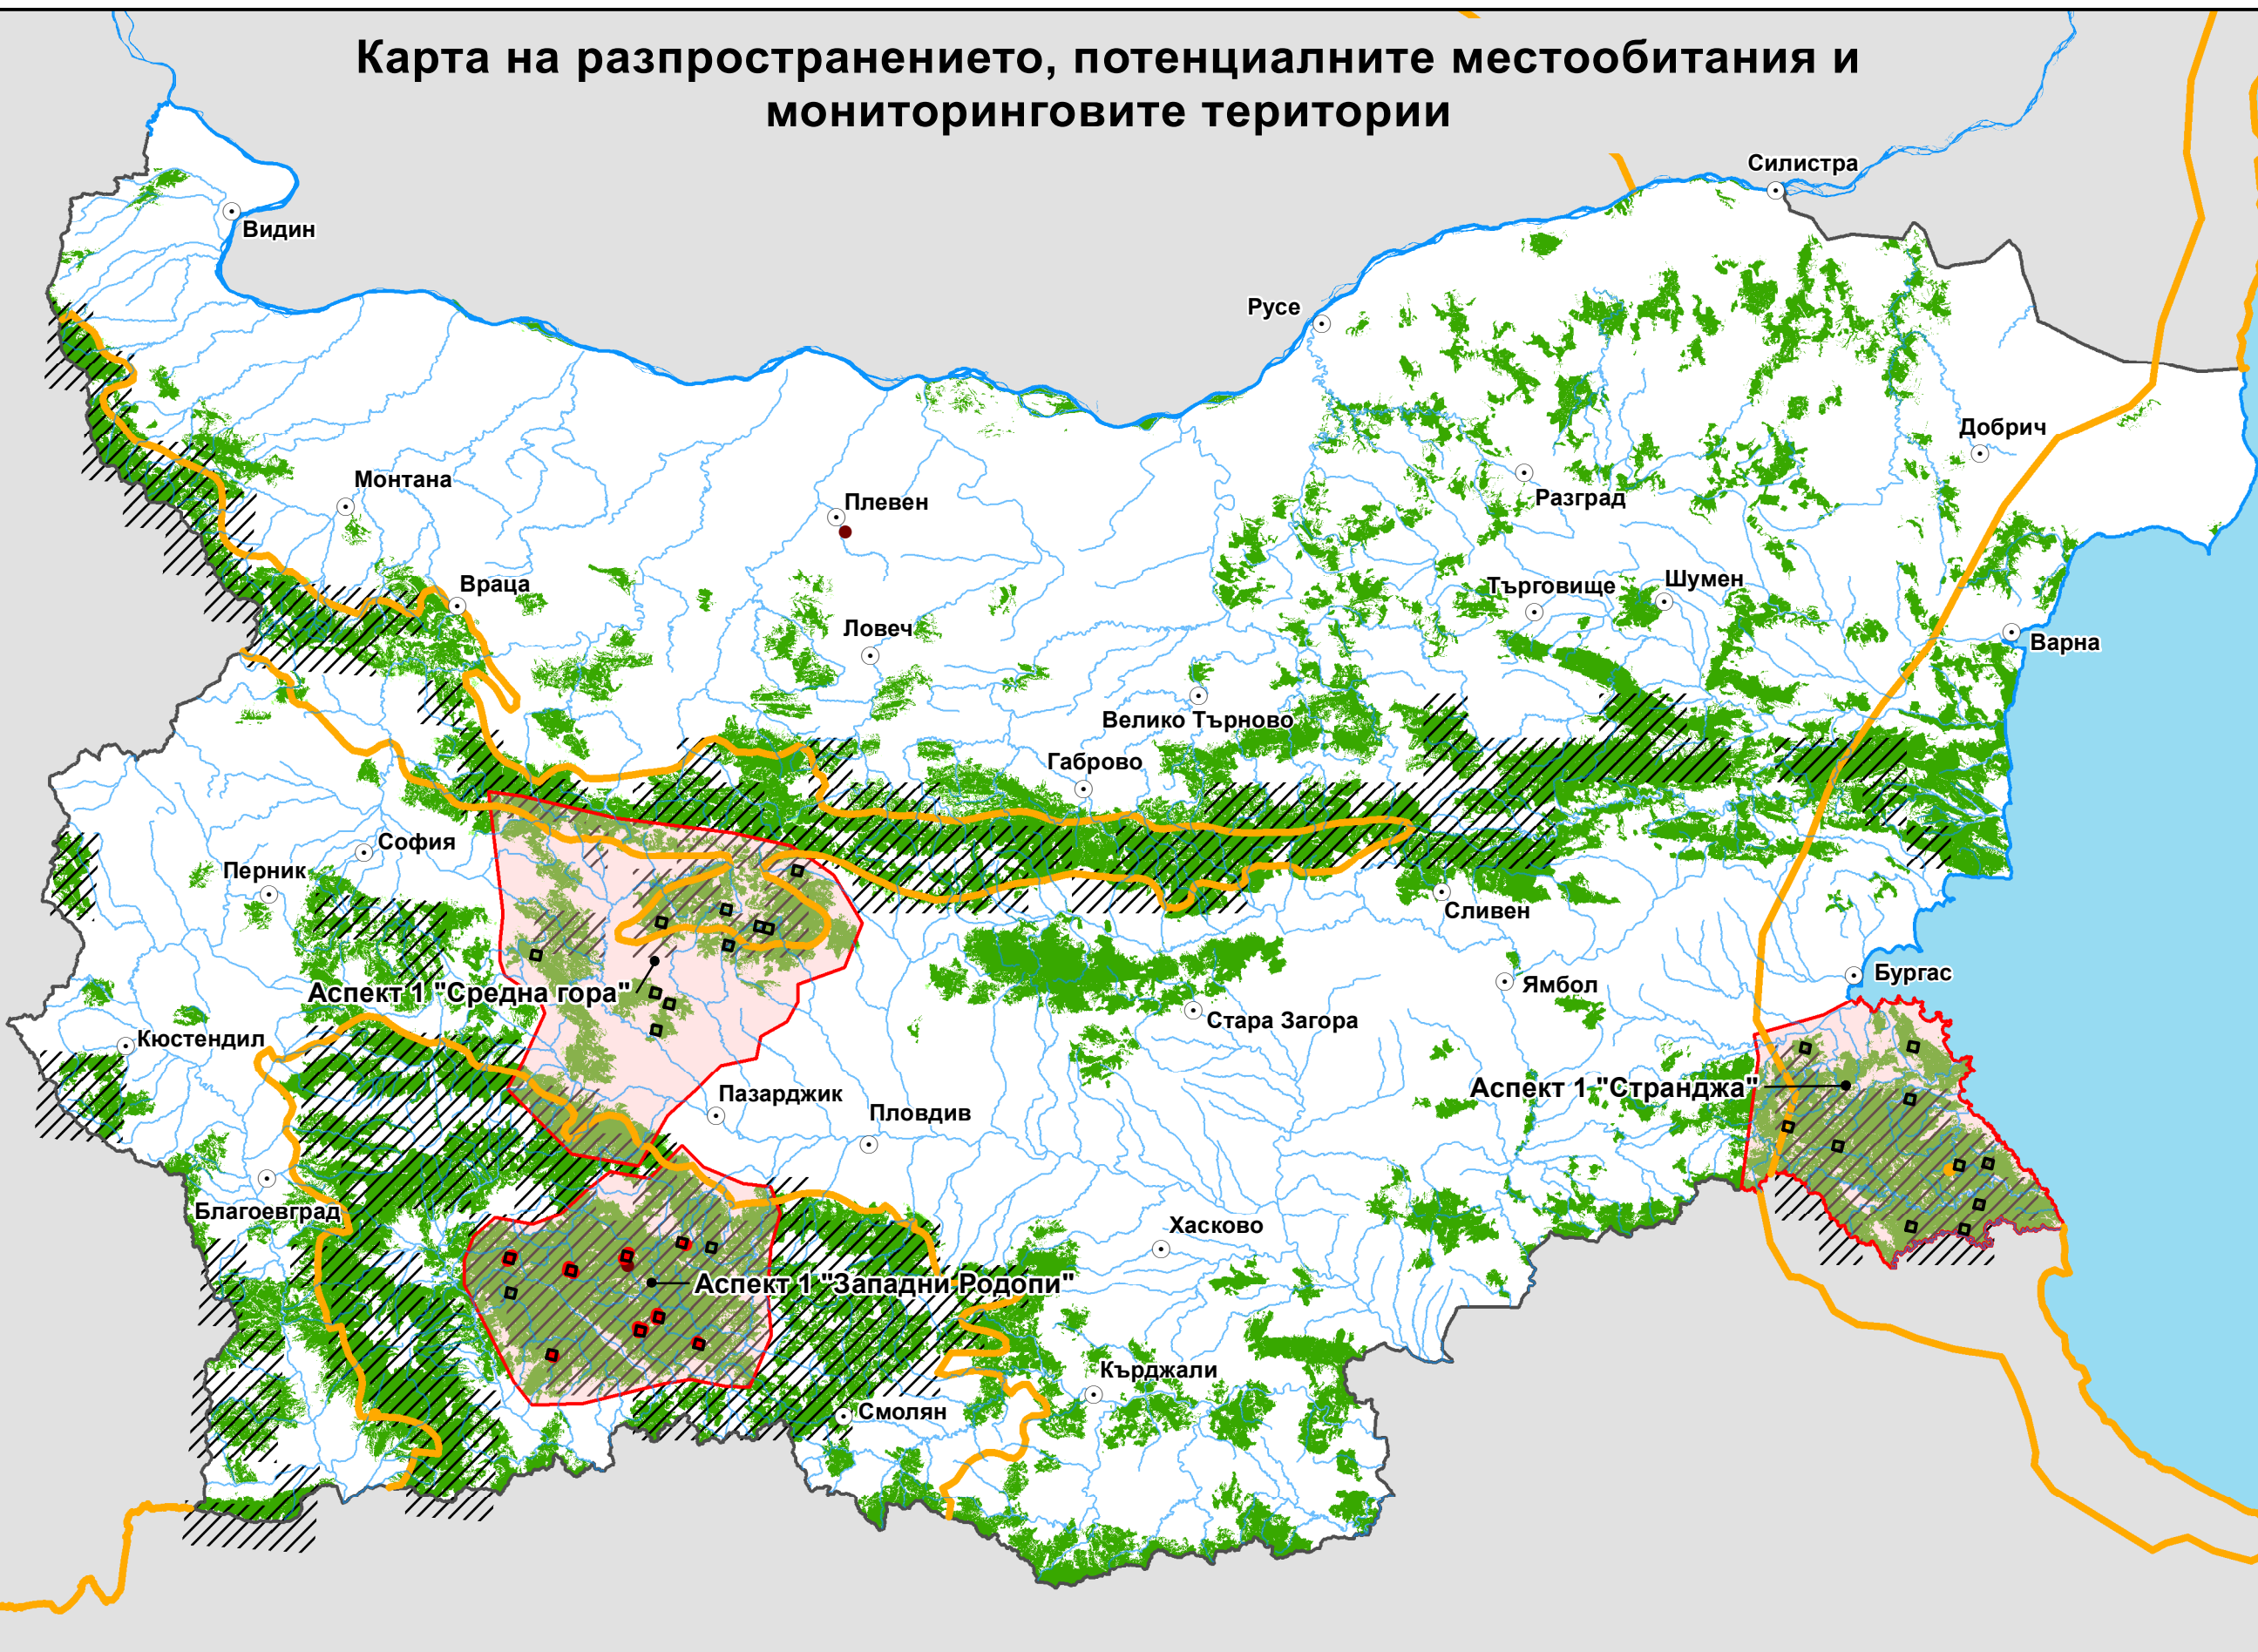 Карта на разпространението, потенциалните местообитания и
мониторинговите територии
Силистра
Видин
Русе
Добрич
Монтана
Плевен
Разград
Враца
Търговище
Шумен
Ловеч
Варна
Велико Търново
Габрово
София
Перник
Сливен
Бургас
Ямбол
Аспект 1 "Средна гора"
Стара Загора
Кюстендил
Аспект 1 "Странджа"
Пазарджик
Пловдив
Благоевград
Хасково
Аспект 1 "Западни Родопи"
Кърджали
Смолян